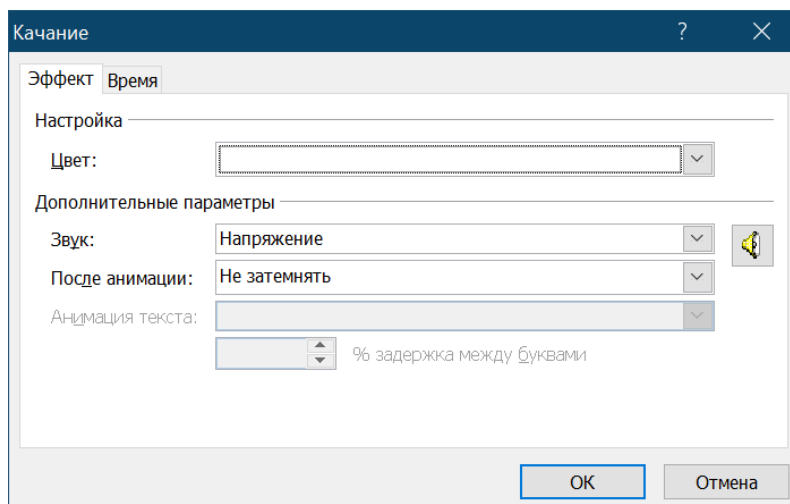 Качание ?
Эффект Время
Настройка
Цвет:
Дополнительные параметры
Звук: Напряжение
После анимации: Не затемнять
Анимация текста:
% задержка между буквами
ОК Отмена